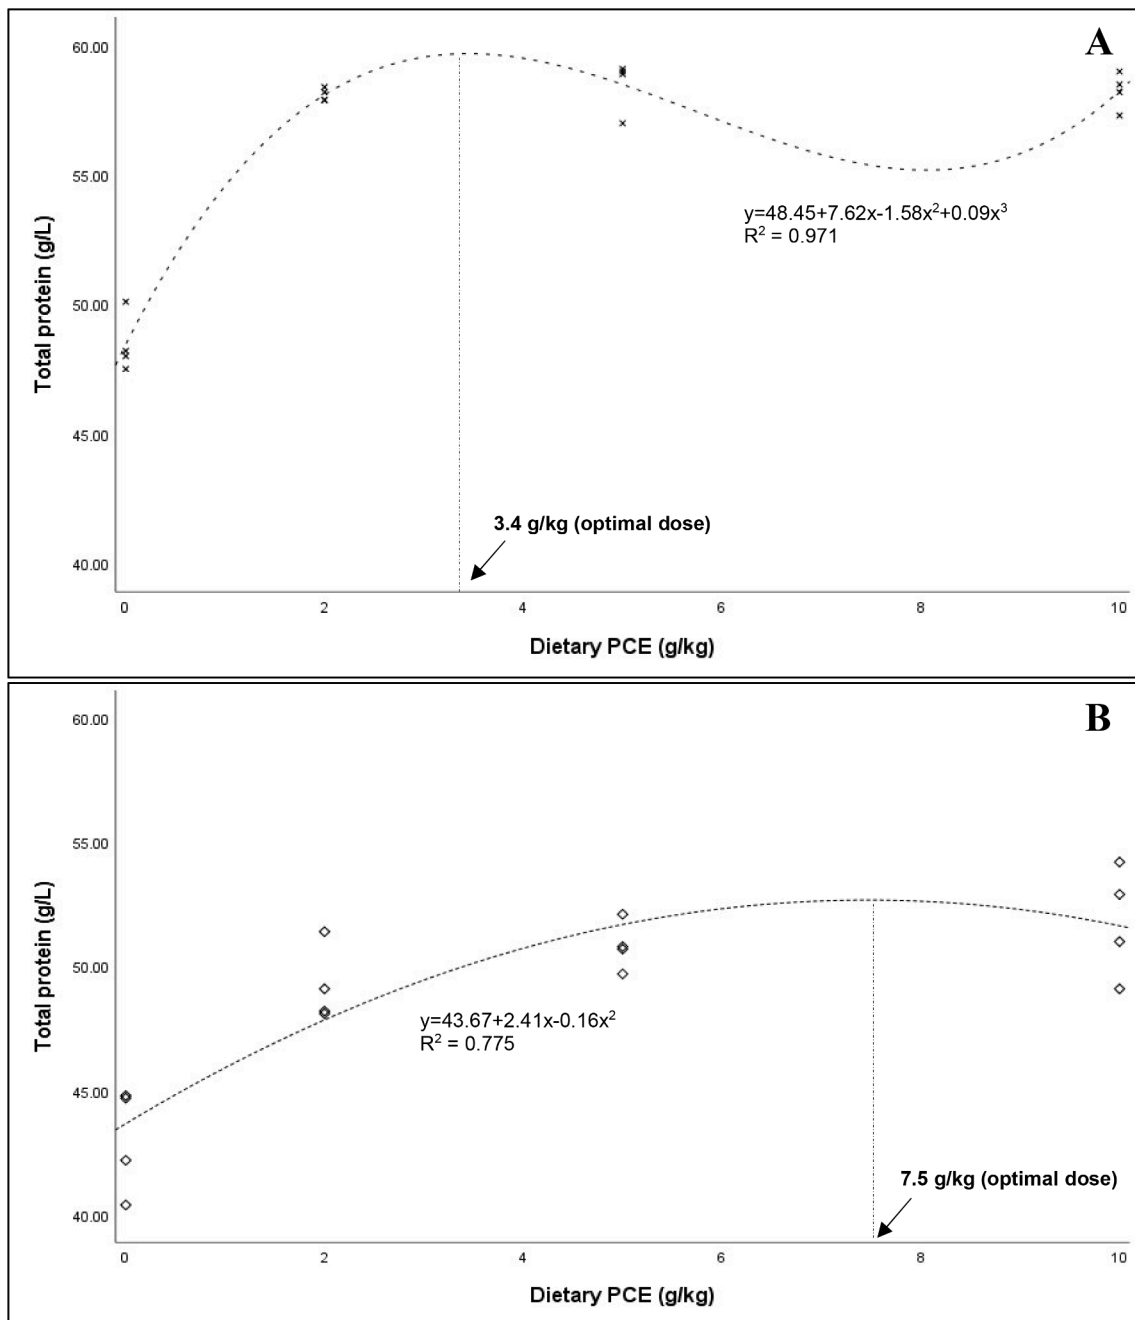 A
60.00
55.00
50.00
45.00
40.00
Total protein (g/L)
y=48.45+7.62x-1.58x²+0.09x³
R² = 0.971
3.4 g/kg (optimal dose)
0 2 4 6 8 10
Dietary PCE (g/kg)
B
60.00
55.00
50.00
45.00
40.00
Total protein (g/L)
y=43.67+2.41x-0.16x²
R² = 0.775
7.5 g/kg (optimal dose)
0 2 4 6 8 10
Dietary PCE (g/kg)